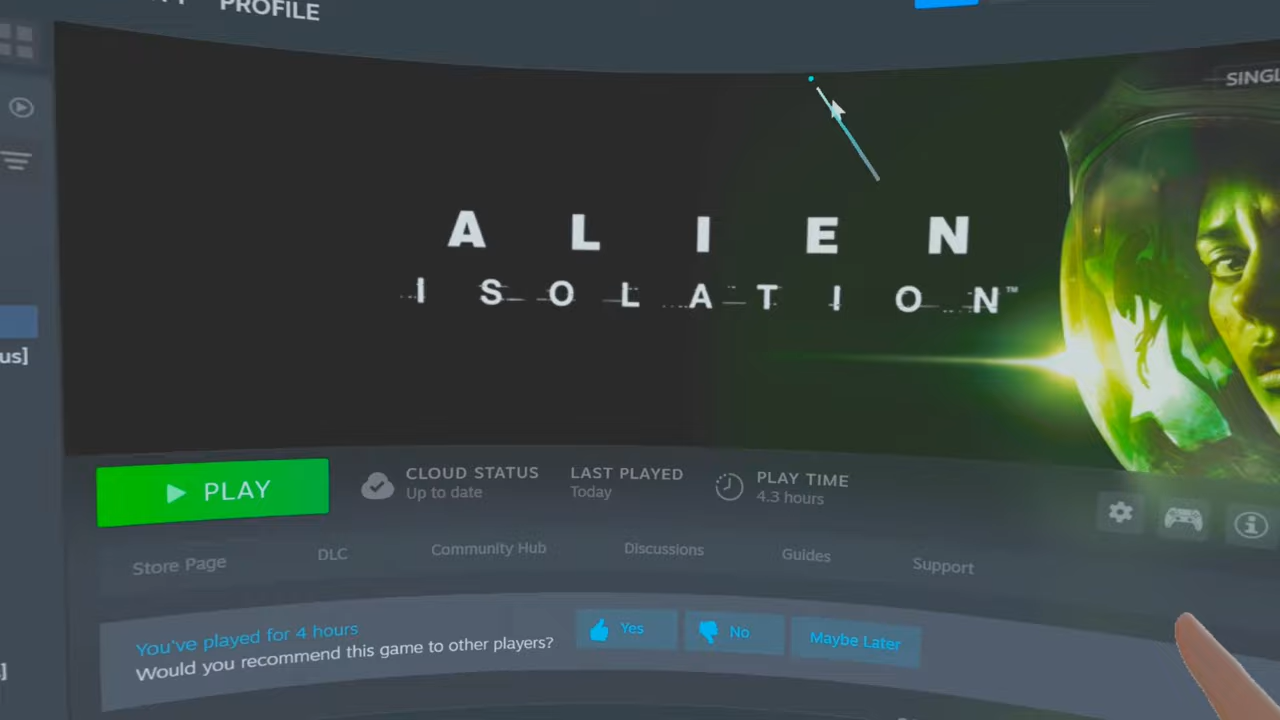 PROFILE
SINGL
ALIEN
ISOLATION™
us]
PLAY
CLOUD STATUS
Up to date
LAST PLAYED
Today
PLAY TIME
4.3 hours
Store Page
DLC
Community Hub
Discussions
Guides
Support
You've played for 4 hours
Would you recommend this game to other players?
Yes
No
Maybe Later
]